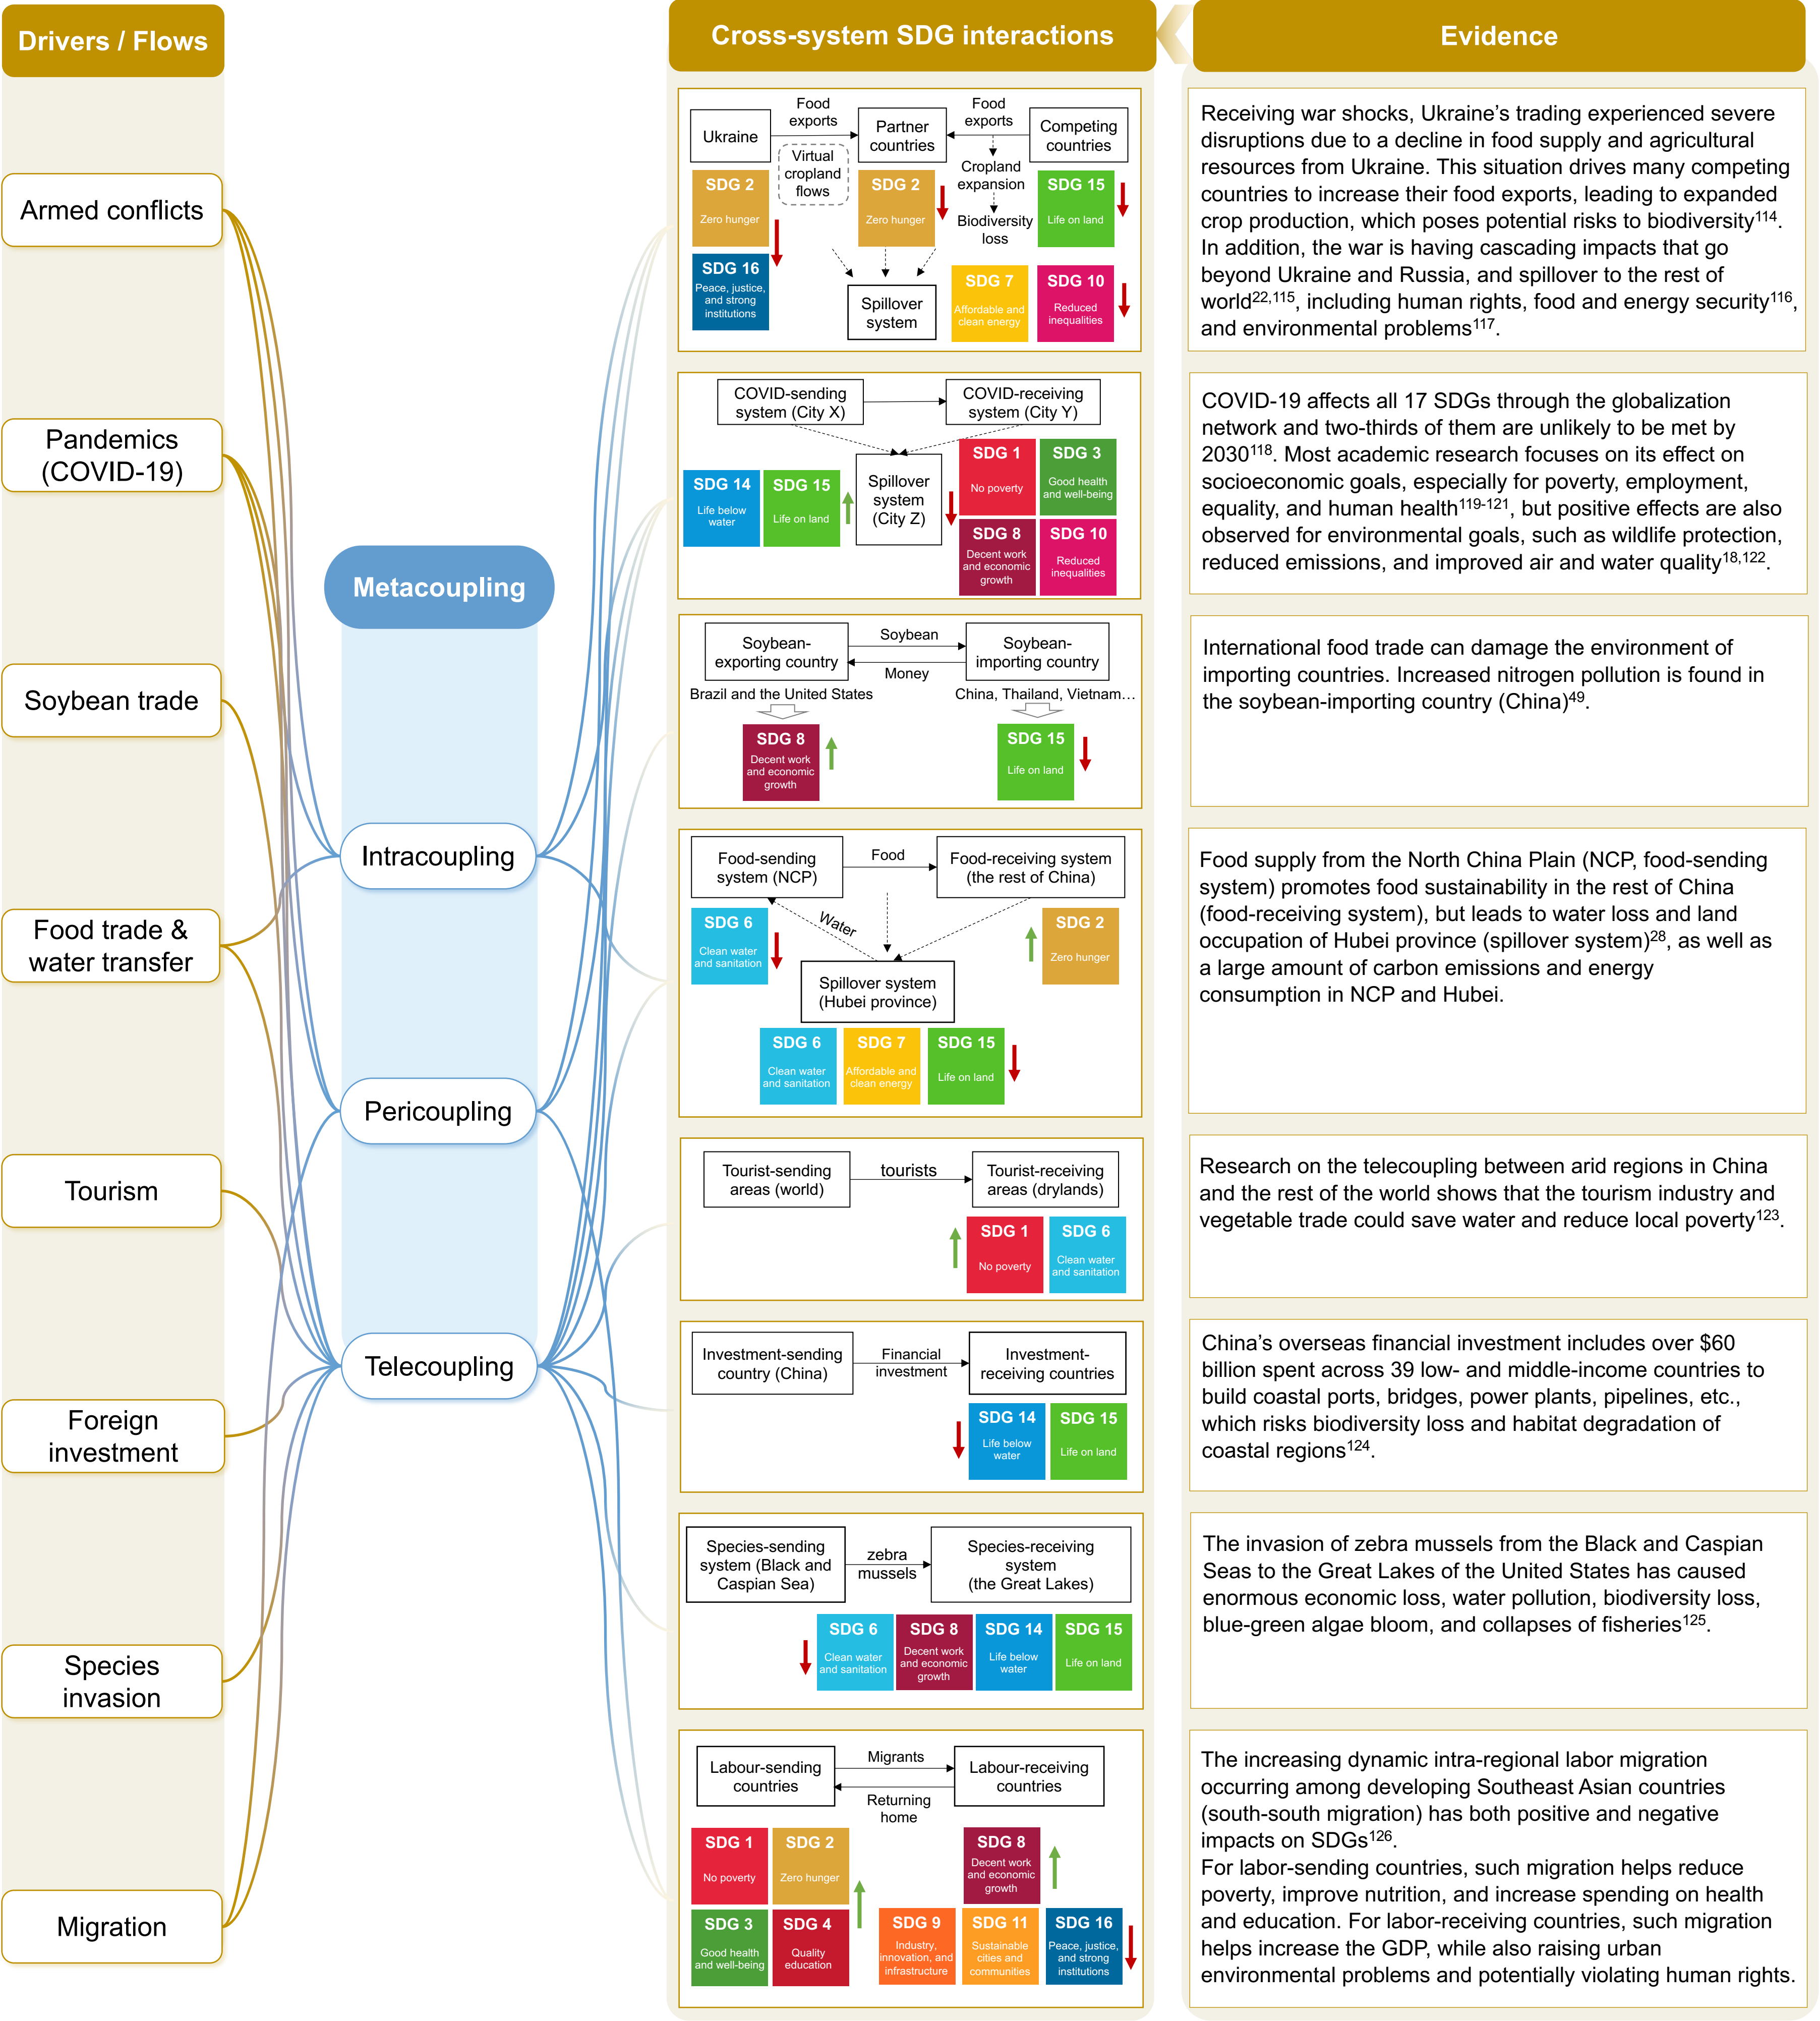 Drivers / Flows
Armed conflicts
Pandemics
(COVID-19)
Soybean trade
Food trade &
water transfer
Tourism
Foreign
investment
Species
invasion
Migration
Metacoupling
Intracoupling
Pericoupling
Telecoupling
Cross-system SDG interactions
Ukraine
Food
exports
Partner
countries
Food
exports
Competing
countries
Virtual
cropland
flows
Cropland
expansion
Biodiversity
loss
SDG 2
Zero hunger
SDG 16
Peace, justice,
and strong
institutions
SDG 2
Zero hunger
SDG 15
Life on land
Spillover
system
SDG 7
Affordable and
clean energy
SDG 10
Reduced
inequalities
COVID-sending
system (City X)
COVID-receiving
system (City Y)
SDG 14
Life below
water
SDG 15
Life on land
Spillover
system
(City Z)
SDG 1
No poverty
SDG 3
Good health
and well-being
SDG 8
Decent work
and economic
growth
SDG 10
Reduced
inequalities
Soybean-
exporting country
Soybean
Money
Soybean-
importing country
Brazil and the United States
China, Thailand, Vietnam…
SDG 8
Decent work
and economic
growth
SDG 15
Life on land
Food-sending
system (NCP)
Food
Food-receiving system
(the rest of China)
SDG 6
Clean water
and sanitation
Water
SDG 2
Zero hunger
Spillover system
(Hubei province)
SDG 6
Clean water
and sanitation
SDG 7
Affordable and
clean energy
SDG 15
Life on land
Tourist-sending
areas (world)
tourists
Tourist-receiving
areas (drylands)
SDG 1
No poverty
SDG 6
Clean water
and sanitation
Investment-sending
country (China)
Financial
investment
Investment-
receiving countries
SDG 14
Life below
water
SDG 15
Life on land
Species-sending
system (Black and
Caspian Sea)
zebra
mussels
Species-receiving
system
(the Great Lakes)
SDG 6
Clean water
and sanitation
SDG 8
Decent work
and economic
growth
SDG 14
Life below
water
SDG 15
Life on land
Labour-sending
countries
Migrants
Returning
home
Labour-receiving
countries
SDG 1
No poverty
SDG 2
Zero hunger
SDG 3
Good health
and well-being
SDG 4
Quality
education
SDG 8
Decent work
and economic
growth
SDG 9
Industry,
innovation, and
infrastructure
SDG 11
Sustainable
cities and
communities
SDG 16
Peace, justice,
and strong
institutions
Evidence
Receiving war shocks, Ukraine’s trading experienced severe
disruptions due to a decline in food supply and agricultural
resources from Ukraine. This situation drives many competing
countries to increase their food exports, leading to expanded
crop production, which poses potential risks to biodiversity114.
In addition, the war is having cascading impacts that go
beyond Ukraine and Russia, and spillover to the rest of
world22,115, including human rights, food and energy security116,
and environmental problems117.
COVID-19 affects all 17 SDGs through the globalization
network and two-thirds of them are unlikely to be met by
2030118. Most academic research focuses on its effect on
socioeconomic goals, especially for poverty, employment,
equality, and human health119-121, but positive effects are also
observed for environmental goals, such as wildlife protection,
reduced emissions, and improved air and water quality18,122.
International food trade can damage the environment of
importing countries. Increased nitrogen pollution is found in
the soybean-importing country (China)49.
Food supply from the North China Plain (NCP, food-sending
system) promotes food sustainability in the rest of China
(food-receiving system), but leads to water loss and land
occupation of Hubei province (spillover system)28, as well as
a large amount of carbon emissions and energy
consumption in NCP and Hubei.
Research on the telecoupling between arid regions in China
and the rest of the world shows that the tourism industry and
vegetable trade could save water and reduce local poverty123.
China’s overseas financial investment includes over $60
billion spent across 39 low- and middle-income countries to
build coastal ports, bridges, power plants, pipelines, etc.,
which risks biodiversity loss and habitat degradation of
coastal regions124.
The invasion of zebra mussels from the Black and Caspian
Seas to the Great Lakes of the United States has caused
enormous economic loss, water pollution, biodiversity loss,
blue-green algae bloom, and collapses of fisheries125.
The increasing dynamic intra-regional labor migration
occurring among developing Southeast Asian countries
(south-south migration) has both positive and negative
impacts on SDGs126.
For labor-sending countries, such migration helps reduce
poverty, improve nutrition, and increase spending on health
and education. For labor-receiving countries, such migration
helps increase the GDP, while also raising urban
environmental problems and potentially violating human rights.